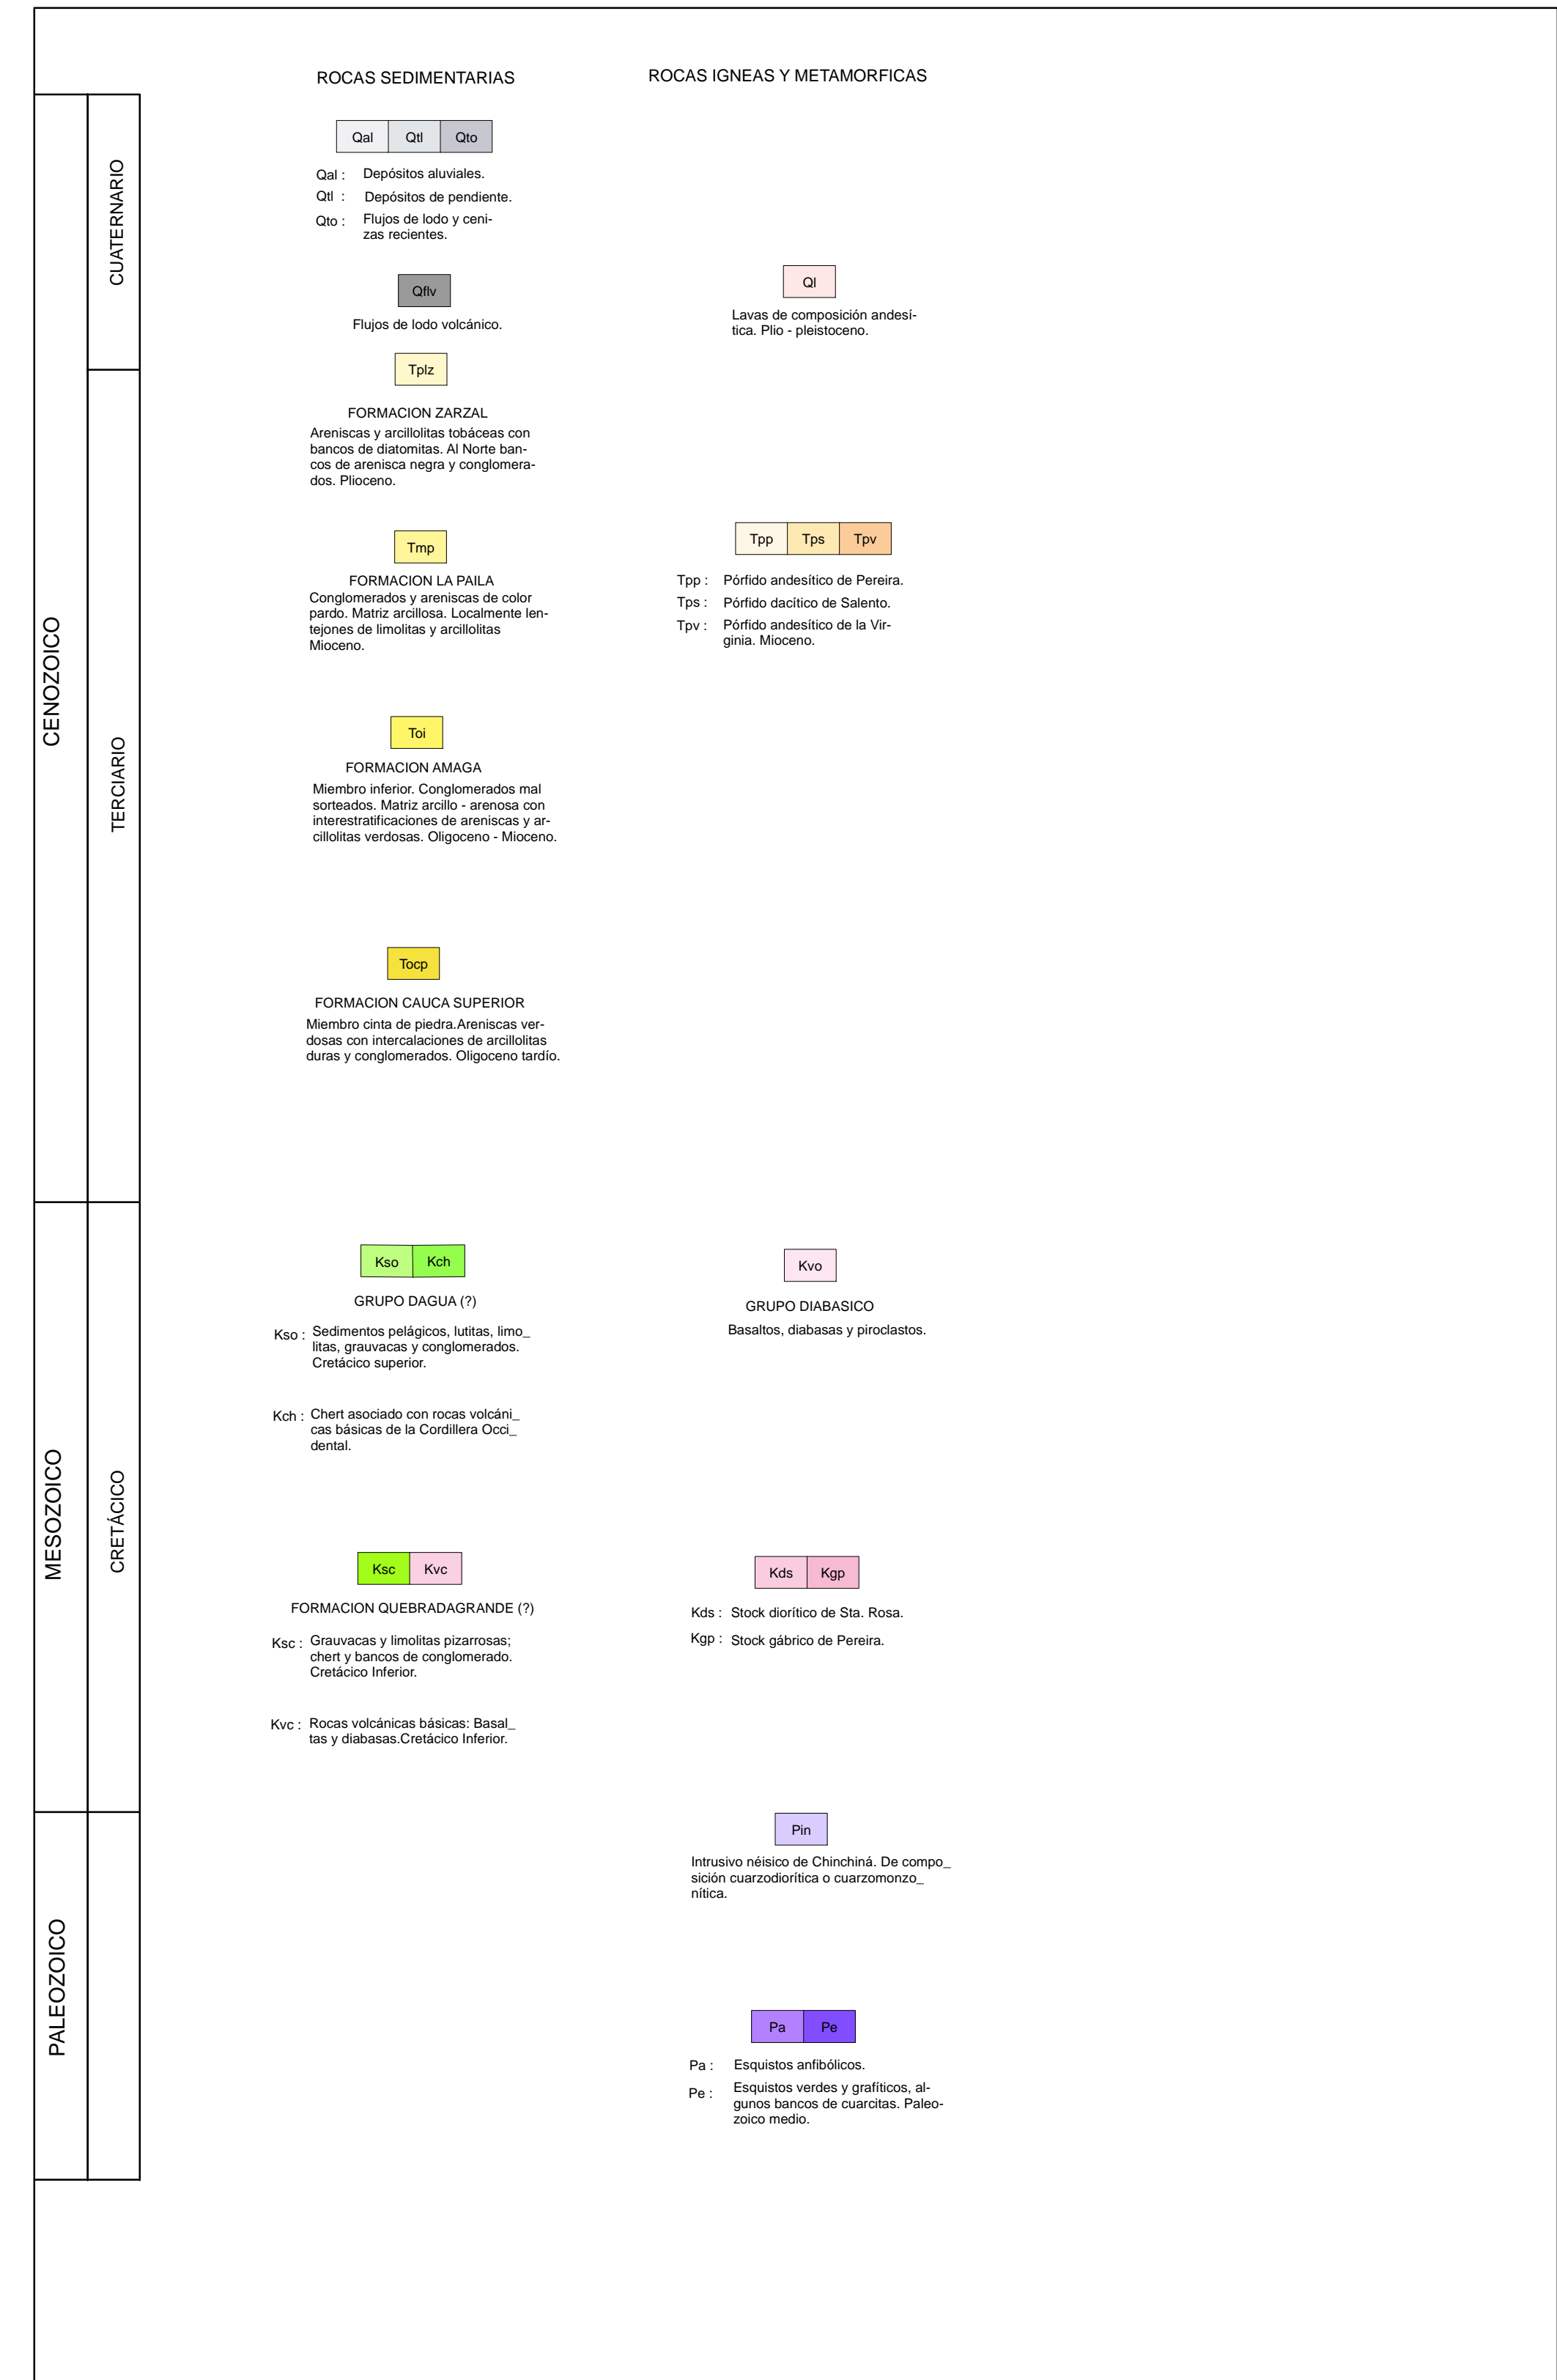 ROCAS SEDIMENTARIAS
ROCAS IGNEAS Y METAMORFICAS
CENOZOICO
CUATERNARIO
Qal Qtl Qto
Qal : Depósitos aluviales.
Qtl : Depósitos de pendiente.
Qto : Flujos de lodo y ceni-
zas recientes.
Qflv
Flujos de lodo volcánico.
Ql
Lavas de composición andesí-
tica. Plio - pleistoceno.
TERCIARIO
Tplz
FORMACION ZARZAL
Areniscas y arcillolitas tobáceas con
bancos de diatomitas. Al Norte ban-
cos de arenisca negra y conglomera-
dos. Plioceno.
Tmp
FORMACION LA PAILA
Conglomerados y areniscas de color
pardo. Matriz arcillosa. Localmente len-
tejones de limolitas y arcillolitas
Mioceno.
Tpp Tps Tpv
Tpp : Pórfido andesítico de Pereira.
Tps : Pórfido dacítico de Salento.
Tpv : Pórfido andesítico de la Vir-
ginia. Mioceno.
Toi
FORMACION AMAGA
Miembro inferior. Conglomerados mal
sorteados. Matriz arcillo - arenosa con
interestratificaciones de areniscas y ar-
cillolitas verdosas. Oligoceno - Mioceno.
Tocp
FORMACION CAUCA SUPERIOR
Miembro cinta de piedra.Areniscas ver-
dosas con intercalaciones de arcillolitas
duras y conglomerados. Oligoceno tardío.
MESOZOICO
CRETÁCICO
Kso Kch
GRUPO DAGUA (?)
Kso : Sedimentos pelágicos, lutitas, limo_
litas, grauvacas y conglomerados.
Cretácico superior.
Kch : Chert asociado con rocas volcáni_
cas básicas de la Cordillera Occi_
dental.
Kvo
GRUPO DIABASICO
Basaltos, diabasas y piroclastos.
Ksc Kvc
FORMACION QUEBRADAGRANDE (?)
Ksc : Grauvacas y limolitas pizarrosas;
chert y bancos de conglomerado.
Cretácico Inferior.
Kvc : Rocas volcánicas básicas: Basal_
tas y diabasas.Cretácico Inferior.
Kds Kgp
Kds : Stock diorítico de Sta. Rosa.
Kgp : Stock gábrico de Pereira.
PALEOZOICO
Pin
Intrusivo néisico de Chinchiná. De compo_
sición cuarzodiorítica o cuarzomonzo_
nítica.
Pa Pe
Pa : Esquistos anfibólicos.
Pe : Esquistos verdes y grafíticos, al-
gunos bancos de cuarcitas. Paleo-
zoico medio.